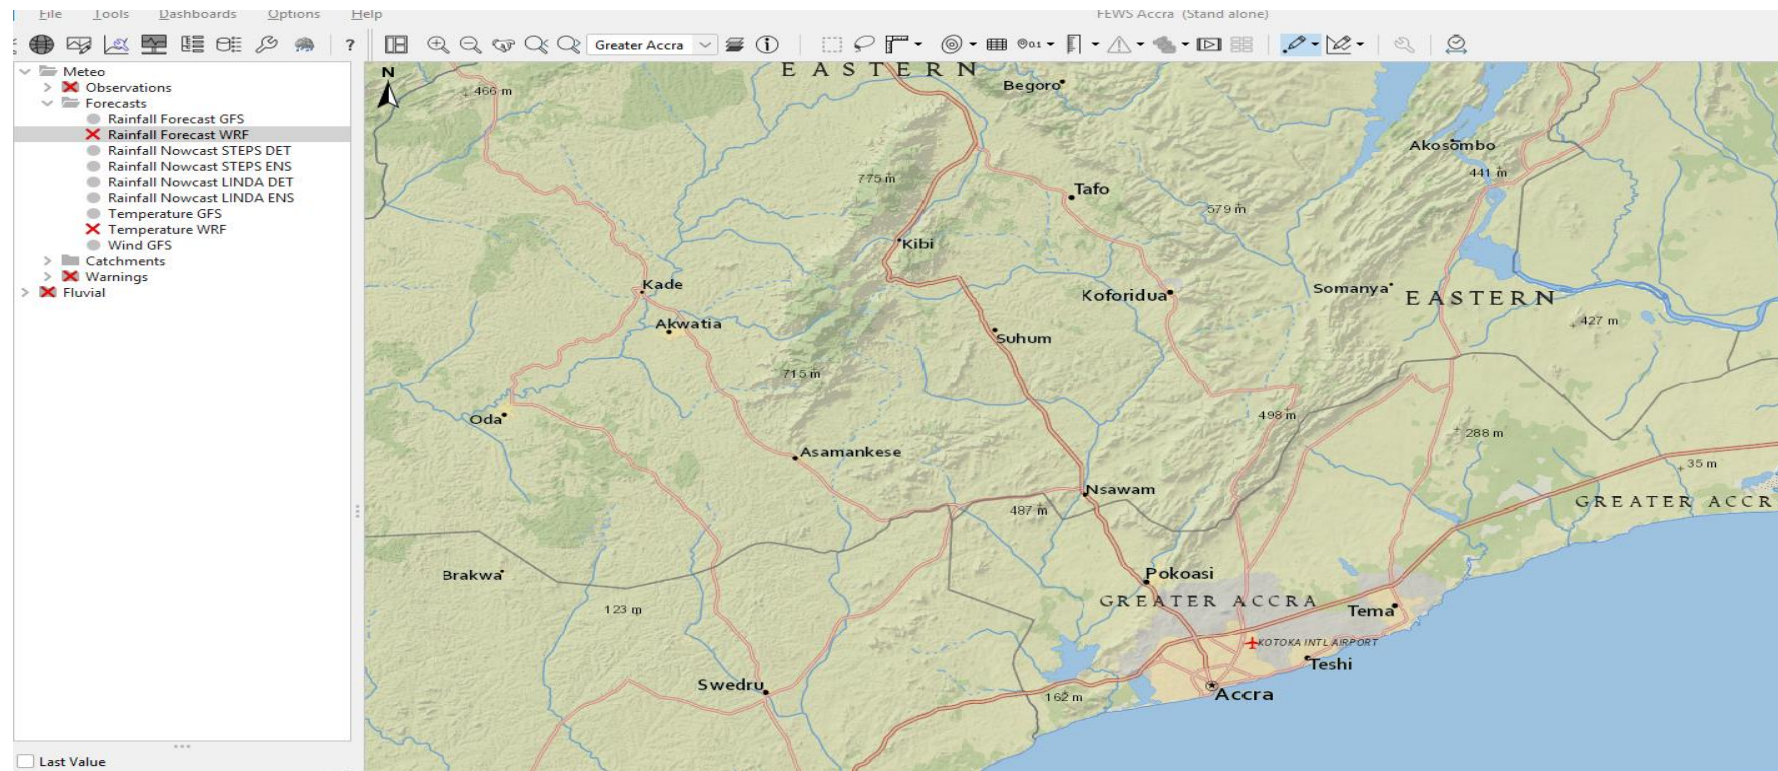 File Tools Dashboards Options Help
FEWS Accra (Stand alone)
? Greater Accra 0.1
Meteo
Observations
Forecasts
Rainfall Forecast GFS
Rainfall Forecast WRF
Rainfall Nowcast STEPS DET
Rainfall Nowcast STEPS ENS
Rainfall Nowcast LINDA DET
Rainfall Nowcast LINDA ENS
Temperature GFS
Temperature WRF
Wind GFS
Catchments
Warnings
Fluvial
Last Value
N
EASTERN
466 m
Begoro
Akosombo
441 m
775 m
Tafo
579 m
Kibi
Kade
Koforidua
Somanya
EASTERN
Akwatia
427 m
Suhum
715 m
Oda
498 m
288 m
Asamankese
35 m
Nsawam
487 m
GREATER ACCR
Brakwa
Pokoasi
GREATER ACCRA
123 m
Tema
KOTOKA INTL AIRPORT
Teshi
Swedru
162 m
Accra